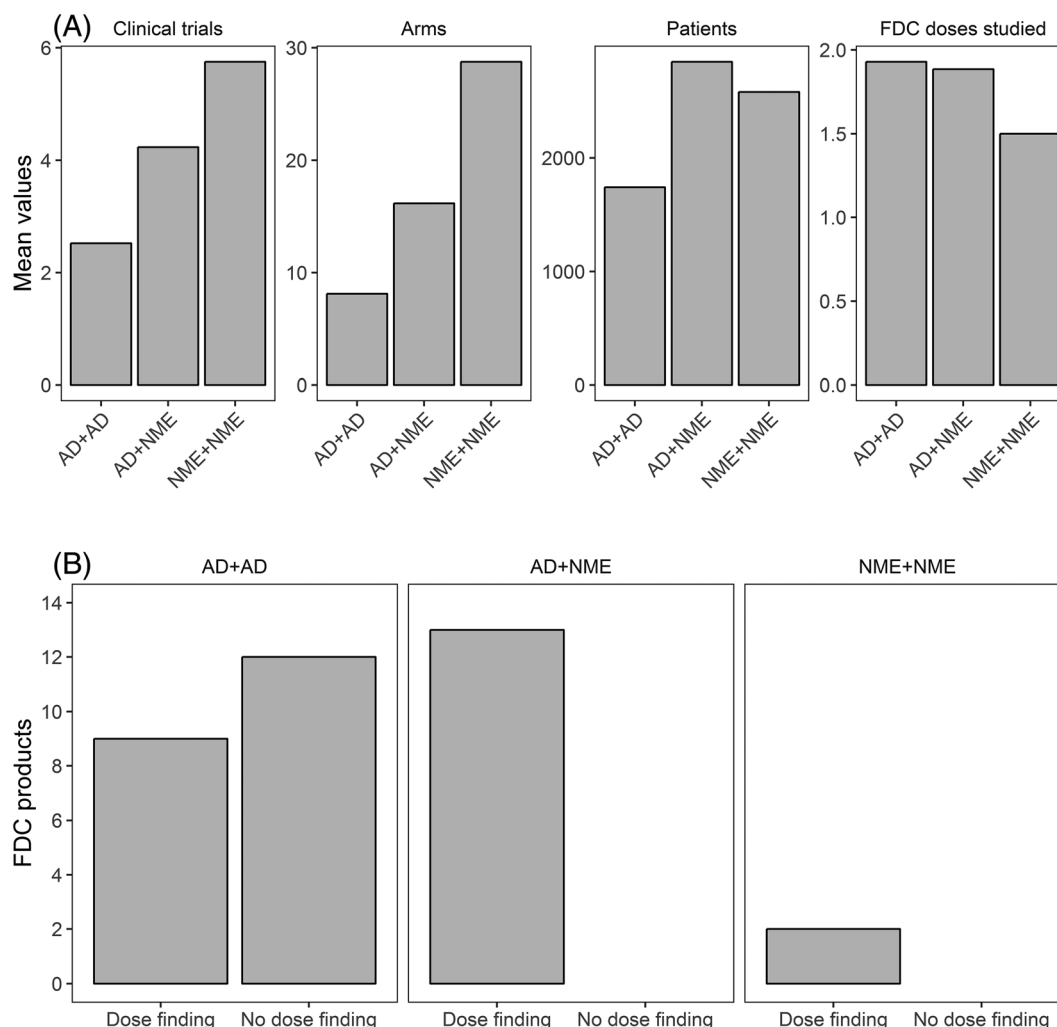 (A)
Clinical trials
Arms
Patients
FDC doses studied
Mean values
6
4
2
0
30
20
10
0
2000
1000
0
2.0
1.5
1.0
0.5
0.0
AD+AD
AD+NME
NME+NME
AD+AD
AD+NME
NME+NME
AD+AD
AD+NME
NME+NME
AD+AD
AD+NME
NME+NME
(B)
AD+AD
AD+NME
NME+NME
FDC products
14
12
10
8
6
4
2
0
Dose finding
No dose finding
Dose finding
No dose finding
Dose finding
No dose finding